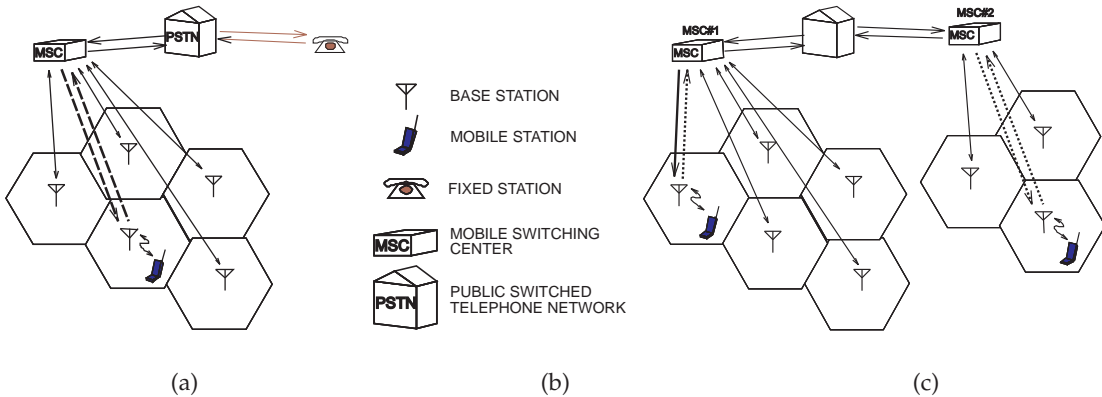 PSTN
MSC
(a)
BASE STATION
MOBILE STATION
FIXED STATION
MSC
MOBILE SWITCHING
CENTER
PSTN
PUBLIC SWITCHED
TELEPHONE NETWORK
(b)
MSC#1
MSC
MSC#2
MSC
(c)